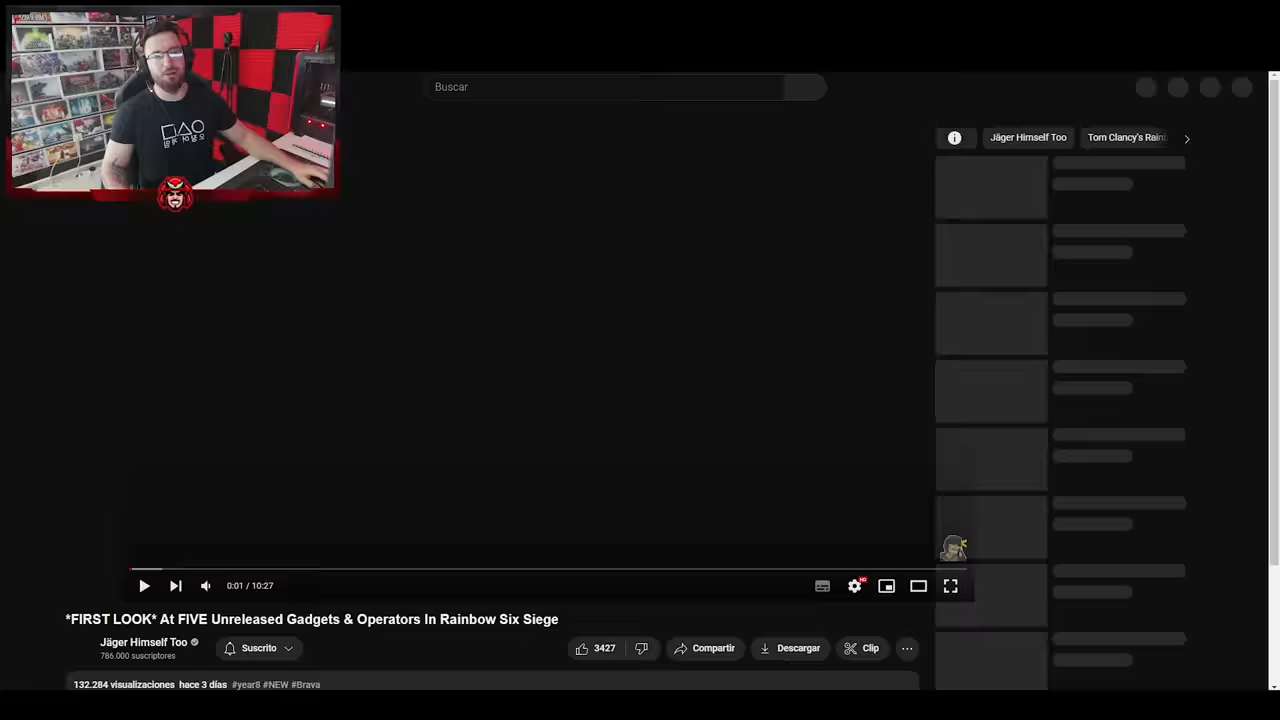 Buscar
Jäger Himself Too
Tom Clancy's Rain
0:01 / 10:27
HD
*FIRST LOOK* At FIVE Unreleased Gadgets & Operators In Rainbow Six Siege
Jäger Himself Too
786.000 suscriptores
Suscrito
3427
Compartir
Descargar
Clip
132.284 visualizaciones hace 3 días #year8 #NEW #Brava